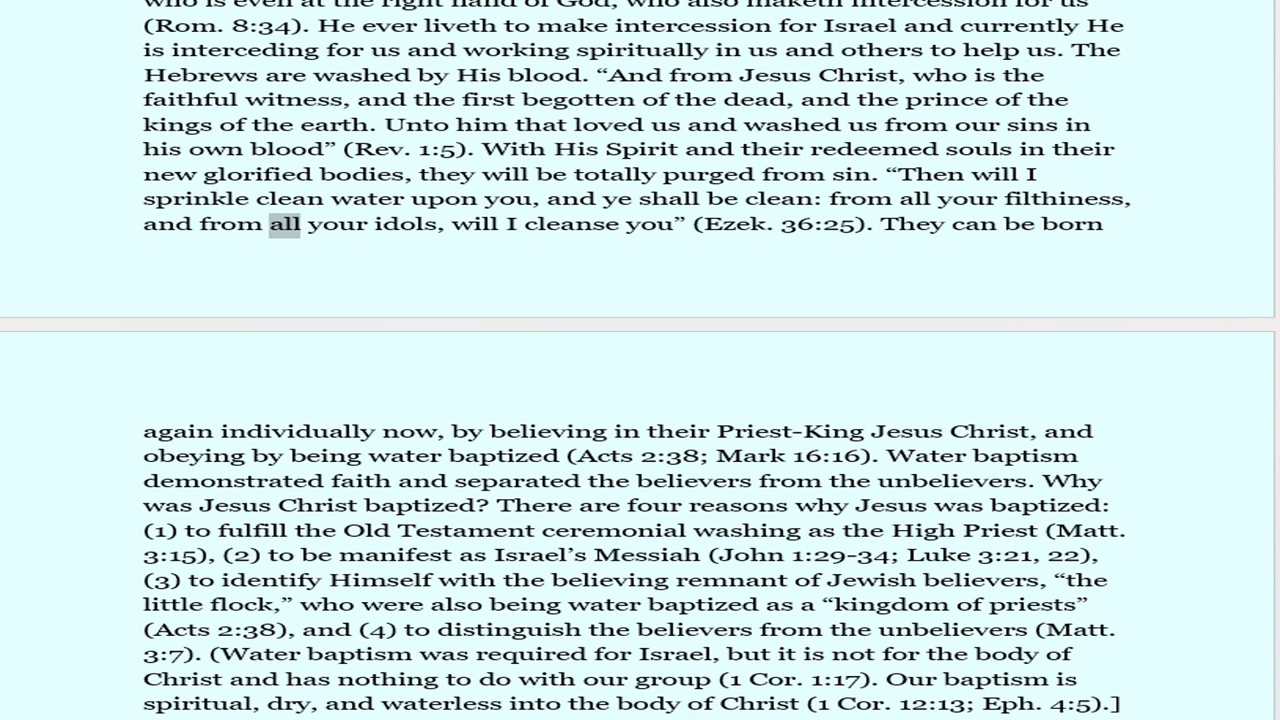 who is even at the right hand of God, who also maketh intercession for us
(Rom. 8:34). He ever liveth to make intercession for Israel and currently He
is interceding for us and working spiritually in us and others to help us. The
Hebrews are washed by His blood. “And from Jesus Christ, who is the
faithful witness, and the first begotten of the dead, and the prince of the
kings of the earth. Unto him that loved us and washed us from our sins in
his own blood” (Rev. 1:5). With His Spirit and their redeemed souls in their
new glorified bodies, they will be totally purged from sin. “Then will I
sprinkle clean water upon you, and ye shall be clean: from all your filthiness,
and from all your idols, will I cleanse you” (Ezek. 36:25). They can be born
again individually now, by believing in their Priest-King Jesus Christ, and
obeying by being water baptized (Acts 2:38; Mark 16:16). Water baptism
demonstrated faith and separated the believers from the unbelievers. Why
was Jesus Christ baptized? There are four reasons why Jesus was baptized:
(1) to fulfill the Old Testament ceremonial washing as the High Priest (Matt.
3:15), (2) to be manifest as Israel’s Messiah (John 1:29-34; Luke 3:21, 22),
(3) to identify Himself with the believing remnant of Jewish believers, “the
little flock,” who were also being water baptized as a “kingdom of priests”
(Acts 2:38), and (4) to distinguish the believers from the unbelievers (Matt.
3:7). (Water baptism was required for Israel, but it is not for the body of
Christ and has nothing to do with our group (1 Cor. 1:17). Our baptism is
spiritual, dry, and waterless into the body of Christ (1 Cor. 12:13; Eph. 4:5).]